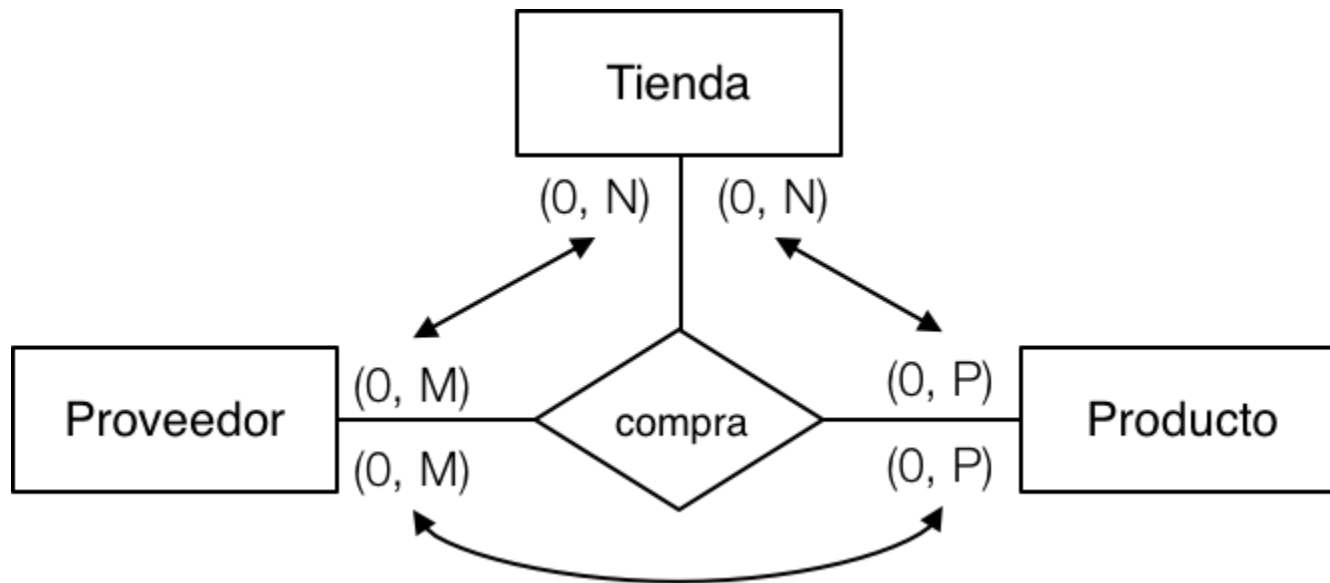 Tienda
(0, N) (0, N)
(0, M) (0, P)
Proveedor compra Producto
(0, M) (0, P)